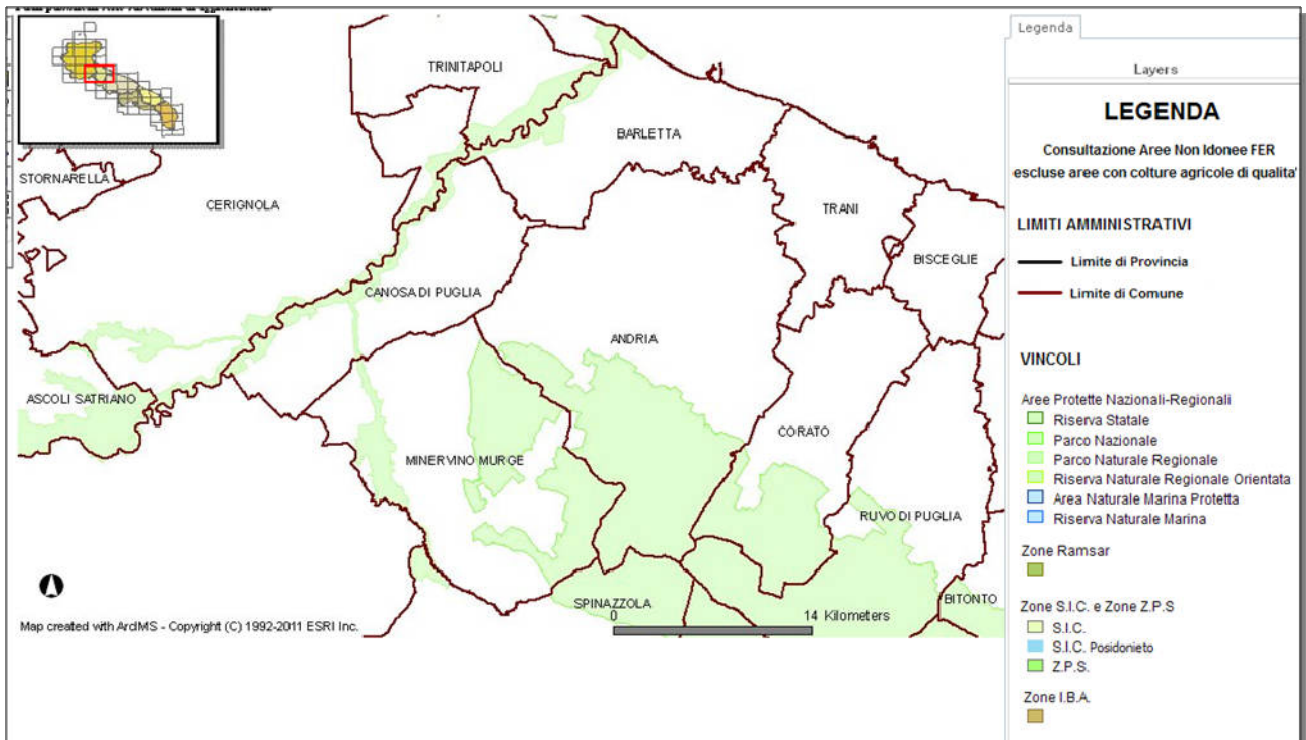 TRINITAPOLI
BARLETTA
STORNARELLA
CERIGNOLA
TRANI
BISCEGLIE
CANOSA DI PUGLIA
ANDRIA
ASCOLI SATRIANO
CORATO
MINERVINO MURGE
RUVO DI PUGLIA
SPINAZZOLA
BITONTO
0 14 Kilometers
Map created with ArcIMS - Copyright (C) 1992-2011 ESRI Inc.
Legenda
Layers
LEGENDA
Consultazione Aree Non Idonee FER
escluse aree con colture agricole di qualita'
LIMITI AMMINISTRATIVI
Limite di Provincia
Limite di Comune
VINCOLI
Aree Protette Nazionali-Regionali
Riserva Statale
Parco Nazionale
Parco Naturale Regionale
Riserva Naturale Regionale Orientata
Area Naturale Marina Protetta
Riserva Naturale Marina
Zone Ramsar
Zone S.I.C. e Zone Z.P.S
S.I.C.
S.I.C. Posidonieto
Z.P.S.
Zone I.B.A.